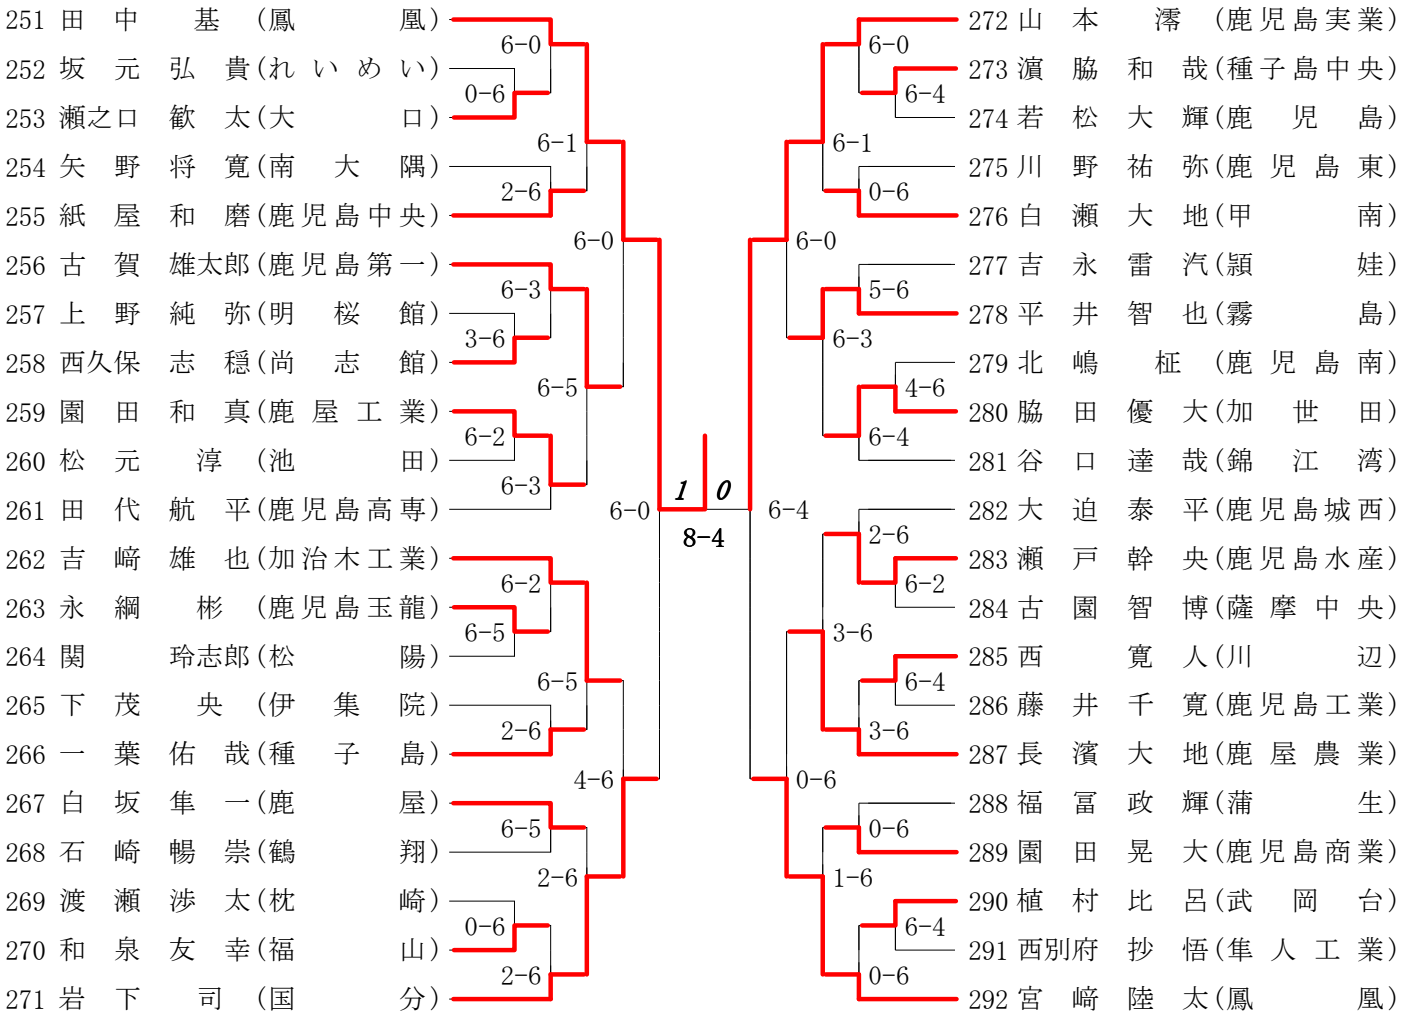 251 田中 基(鳳凰)
252 坂元弘貴(れいめい)
253 瀬之口歓太(大口)
254 矢野将寛(南大隅)
255 紙屋和磨(鹿児島中央)
256 古賀雄太郎(鹿児島第一)
257 上野純弥(明桜館)
258 西久保志穏(尚志館)
259 園田和真(鹿屋工業)
260 松元淳(池田)
261 田代航平(鹿児島高専)
262 吉﨑雄也(加治木工業)
263 永綱彬(鹿児島玉龍)
264 関玲志郎(松陽)
265 下茂央(伊集院)
266 一葉佑哉(種子島)
267 白坂隼一(鹿屋)
268 石崎暢崇(鶴翔)
269 渡瀬渉太(枕崎)
270 和泉友幸(福山)
271 岩下司(国分)
6-0
0-6
6-1
2-6
6-0
6-3
3-6
6-5
6-2
6-3
6-0
6-2
6-5
6-5
2-6
4-6
6-5
2-6
0-6
2-6
1 0
8-4
272 山本澪(鹿児島実業)
273 濵脇和哉(種子島中央)
274 若松大輝(鹿児島)
275 川野祐弥(鹿児島東)
276 白瀬大地(甲南)
277 吉永雷汽(頴娃)
278 平井智也(霧島)
279 北嶋柾(鹿児島南)
280 脇田優大(加世田)
281 谷口達哉(錦江湾)
282 大迫泰平(鹿児島城西)
283 瀬戸幹央(鹿児島水産)
284 古園智博(薩摩中央)
285 西寛人(川辺)
286 藤井千寛(鹿児島工業)
287 長濱大地(鹿屋農業)
288 福冨政輝(蒲生)
289 園田晃大(鹿児島商業)
290 植村比呂(武岡台)
291 西別府抄悟(隼人工業)
292 宮﨑陸太(鳳凰)
6-0
6-4
6-1
0-6
6-0
5-6
6-3
4-6
6-4
6-4
2-6
6-2
3-6
6-4
3-6
0-6
0-6
1-6
6-4
0-6